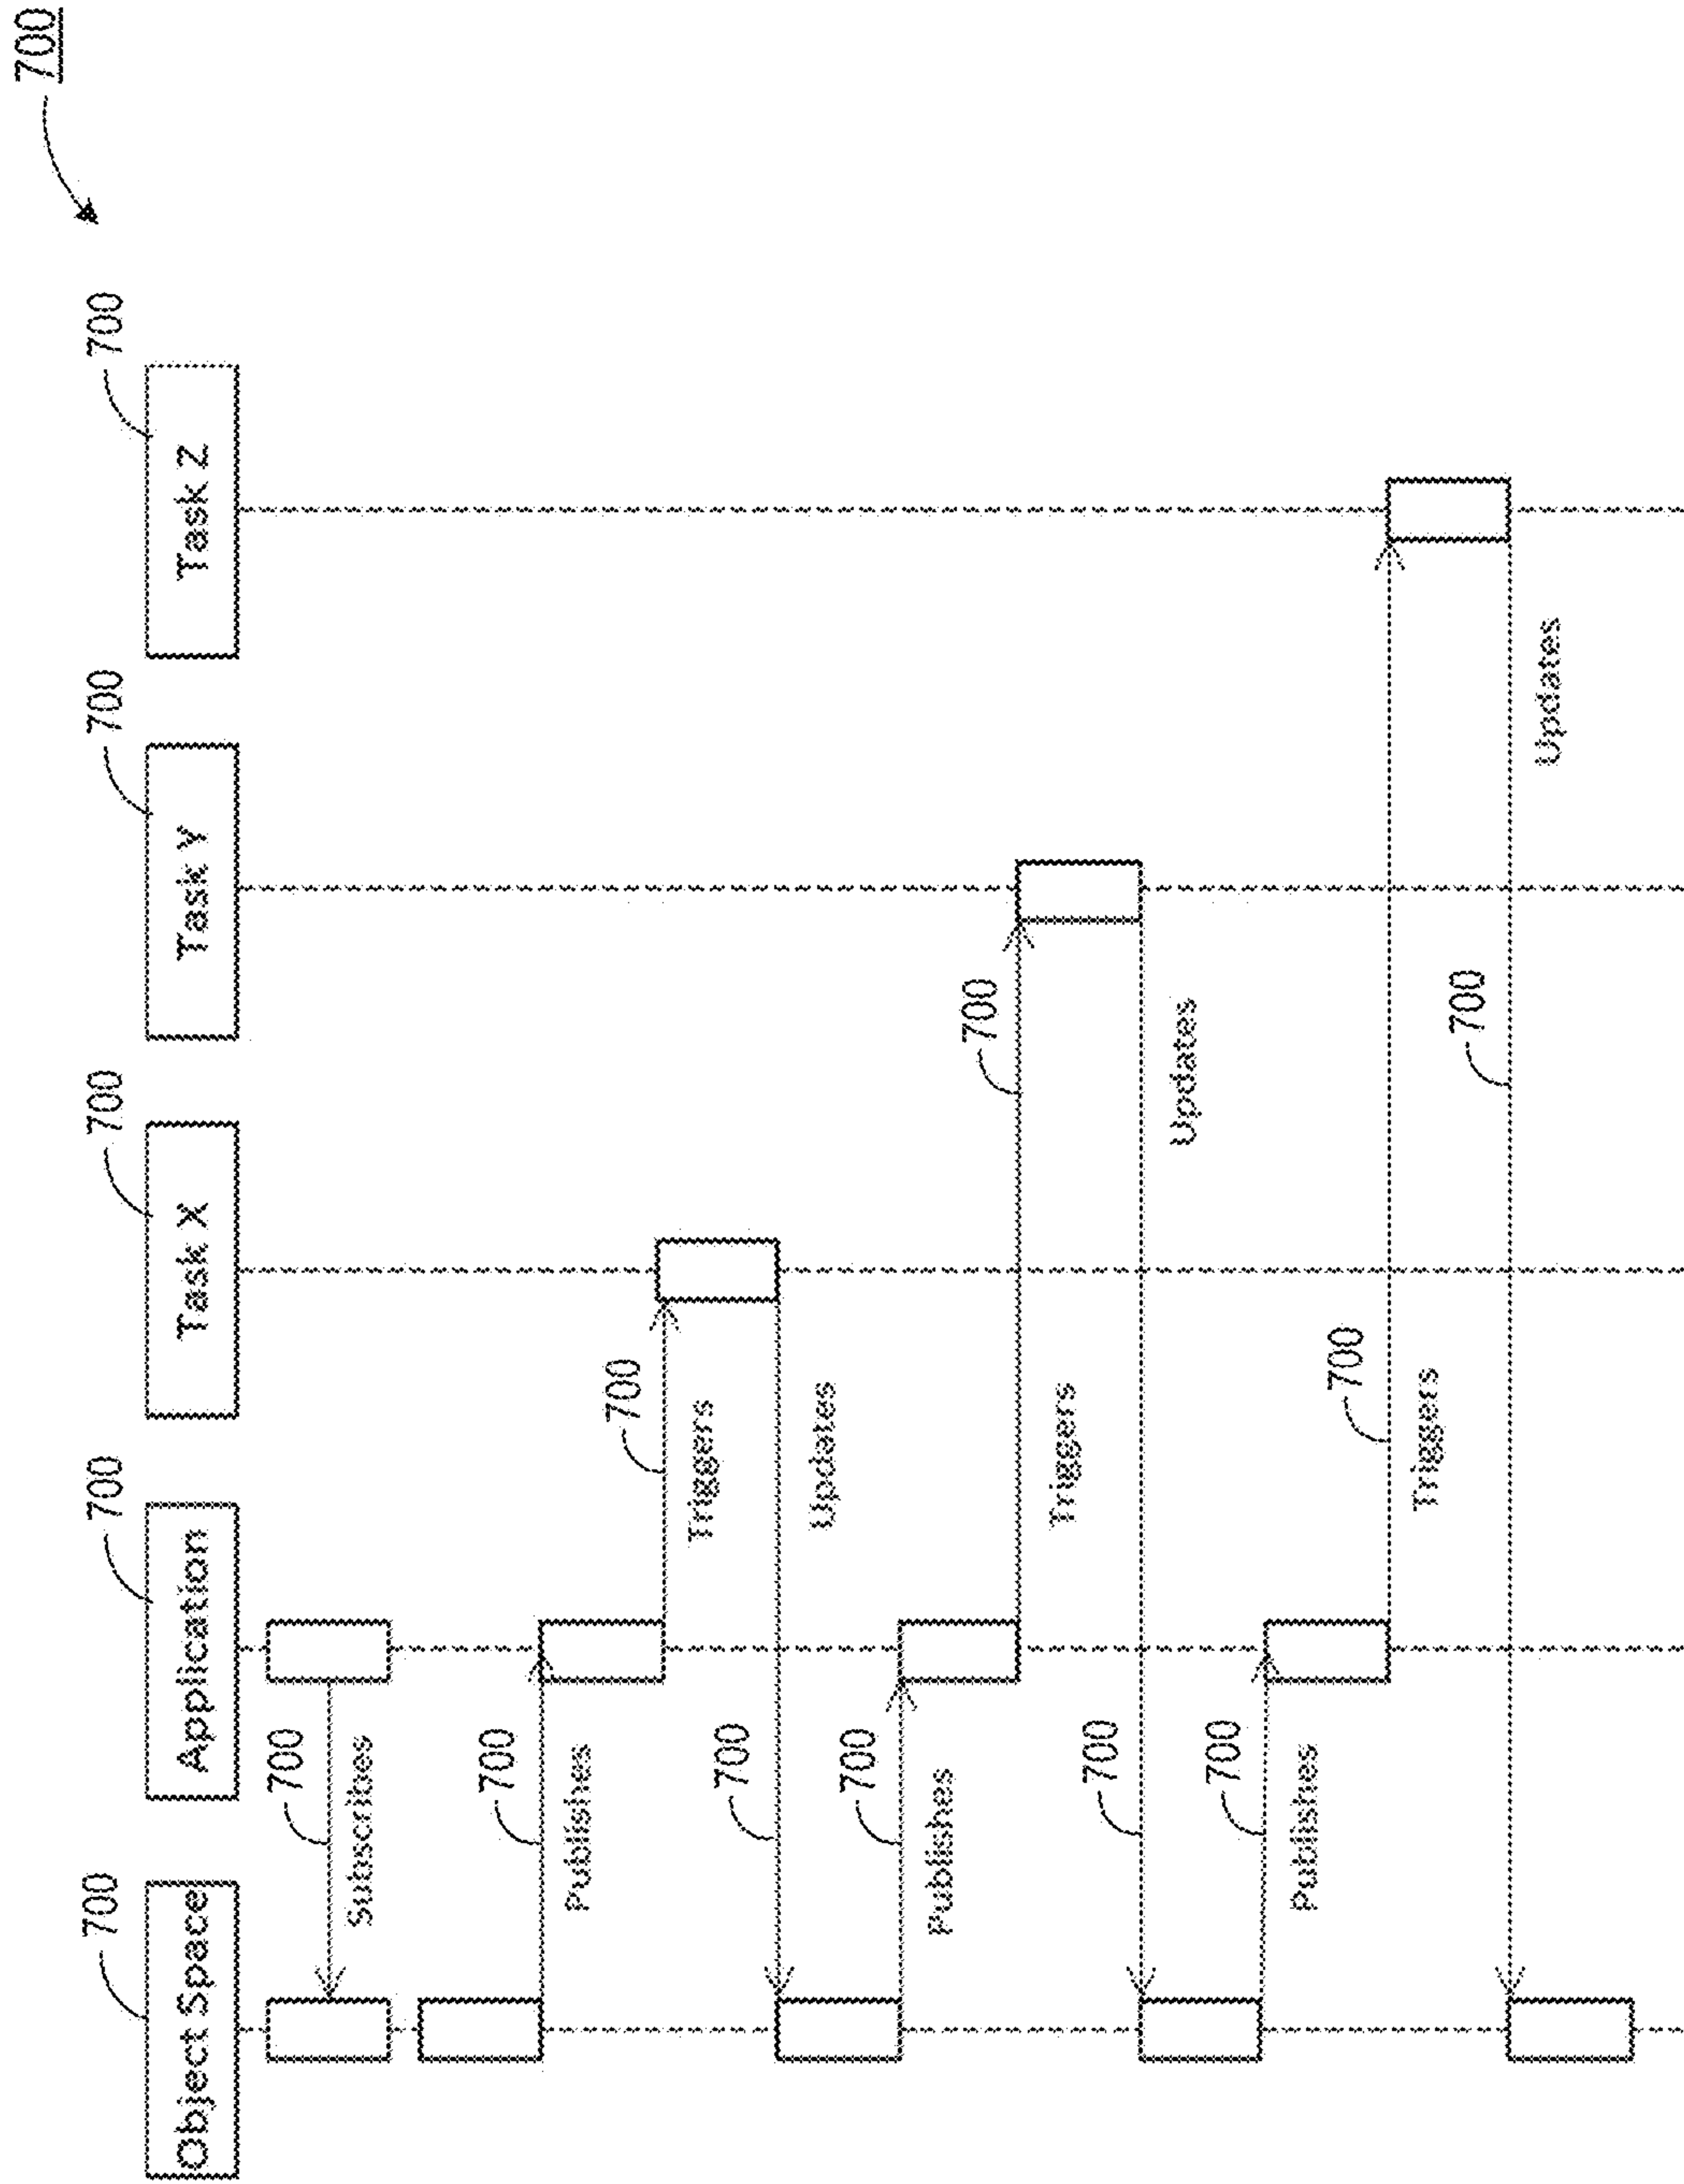 700
700
Object Space
700
Application
700
Task X
700
Task Y
700
Task Z
700
Subscribes
700
Publishes
700
Triggers
700
Updates
700
Publishes
700
Triggers
700
Updates
700
Publishes
700
Triggers
700
Updates